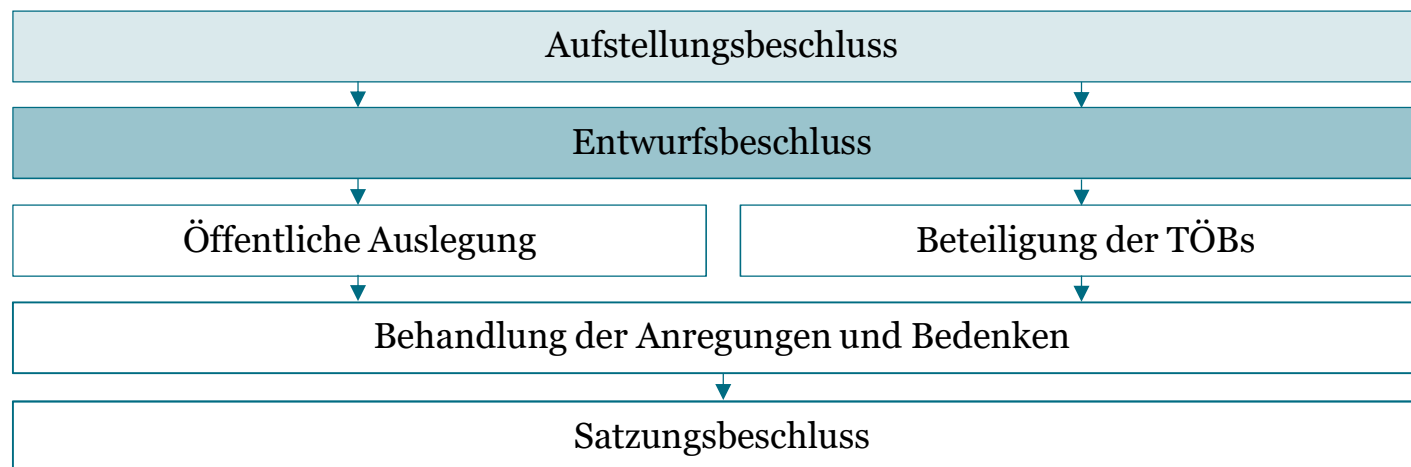 Aufstellungsbeschluss
Entwurfsbeschluss
Öffentliche Auslegung
Beteiligung der TÖBs
Behandlung der Anregungen und Bedenken
Satzungsbeschluss